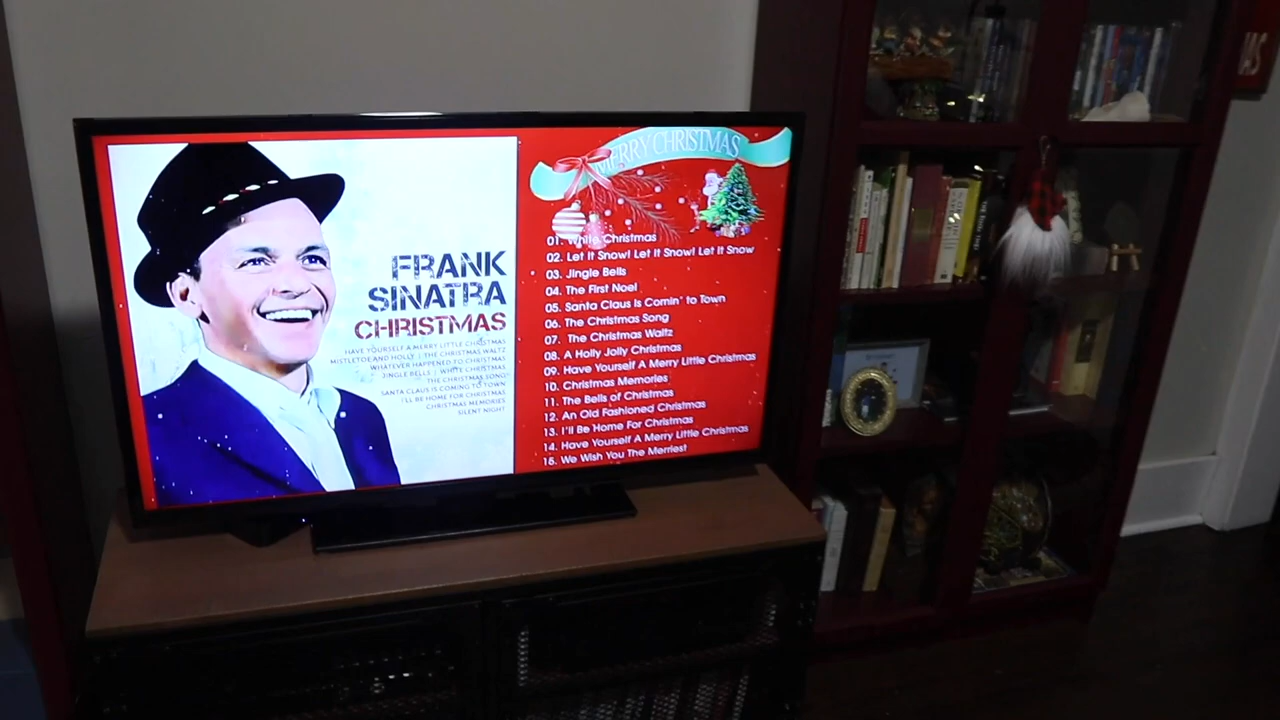 FRANK
SINATRA
CHRISTMAS
HAVE YOURSELF A MERRY LITTLE CHRISTMAS
MISTLETOE AND HOLLY | THE CHRISTMAS WALTZ
WHATEVER HAPPENED TO CHRISTMAS
JINGLE BELLS | WHITE CHRISTMAS
THE CHRISTMAS SONG
SANTA CLAUS IS COMING TO TOWN
I'LL BE HOME FOR CHRISTMAS
CHRISTMAS MEMORIES
SILENT NIGHT
MERRY CHRISTMAS
01. White Christmas
02. Let It Snow! Let It Snow! Let It Snow
03. Jingle Bells
04. The First Noel
05. Santa Claus Is Comin' to Town
06. The Christmas Song
07. The Christmas Waltz
08. A Holly Jolly Christmas
09. Have Yourself A Merry Little Christmas
10. Christmas Memories
11. The Bells of Christmas
12. An Old Fashioned Christmas
13. I'll Be Home For Christmas
14. Have Yourself A Merry Little Christmas
15. We Wish You The Merriest